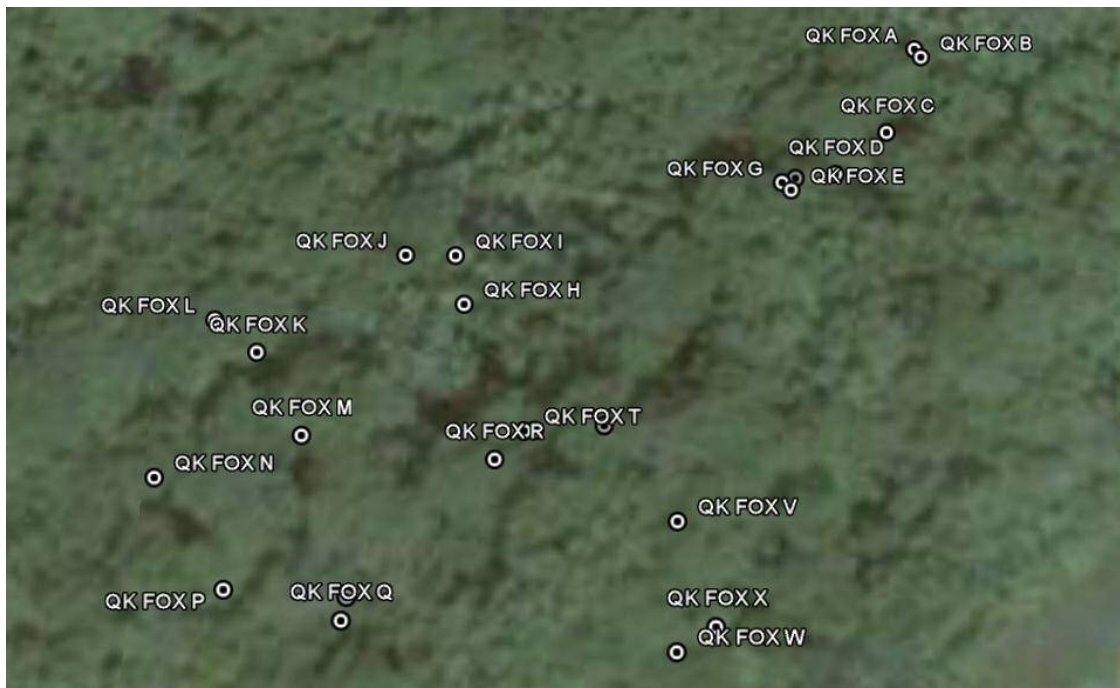 QK FOX A
QK FOX B
QK FOX C
QK FOX D
QK FOX G
QK FOX E
QK FOX J
QK FOX I
QK FOX H
QK FOX L
QK FOX K
QK FOX M
QK FOX T
QK FOX R
QK FOX N
QK FOX V
QK FOX P
QK FOX Q
QK FOX X
QK FOX W